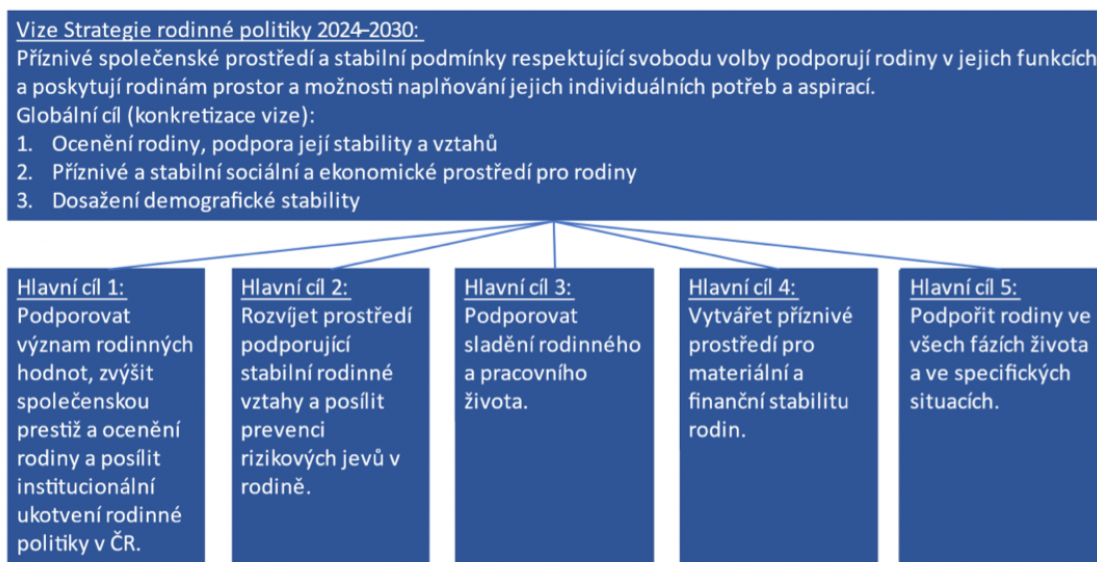 Vize Strategie rodinné politiky 2024-2030:
Příznivé společenské prostředí a stabilní podmínky respektující svobodu volby podporují rodiny v jejich funkcích
a poskytují rodinám prostor a možnosti naplňování jejich individuálních potřeb a aspirací.
Globální cíl (konkretizace vize):
1. Ocenění rodiny, podpora její stability a vztahů
2. Příznivé a stabilní sociální a ekonomické prostředí pro rodiny
3. Dosažení demografické stability
Hlavní cíl 1:
Podporovat
význam rodinných
hodnot, zvýšit
společenskou
prestiž a ocenění
rodiny a posílit
institucionální
ukotvení rodinné
politiky v ČR.
Hlavní cíl 2:
Rozvíjet prostředí
podporující
stabilní rodinné
vztahy a posílit
prevenci
rizikových jevů v
rodině.
Hlavní cíl 3:
Podporovat
sladění rodinného
a pracovního
života.
Hlavní cíl 4:
Vytvářet příznivé
prostředí pro
materiální a
finanční stabilitu
rodin.
Hlavní cíl 5:
Podpořit rodiny ve
všech fázích života
a ve specifických
situacích.